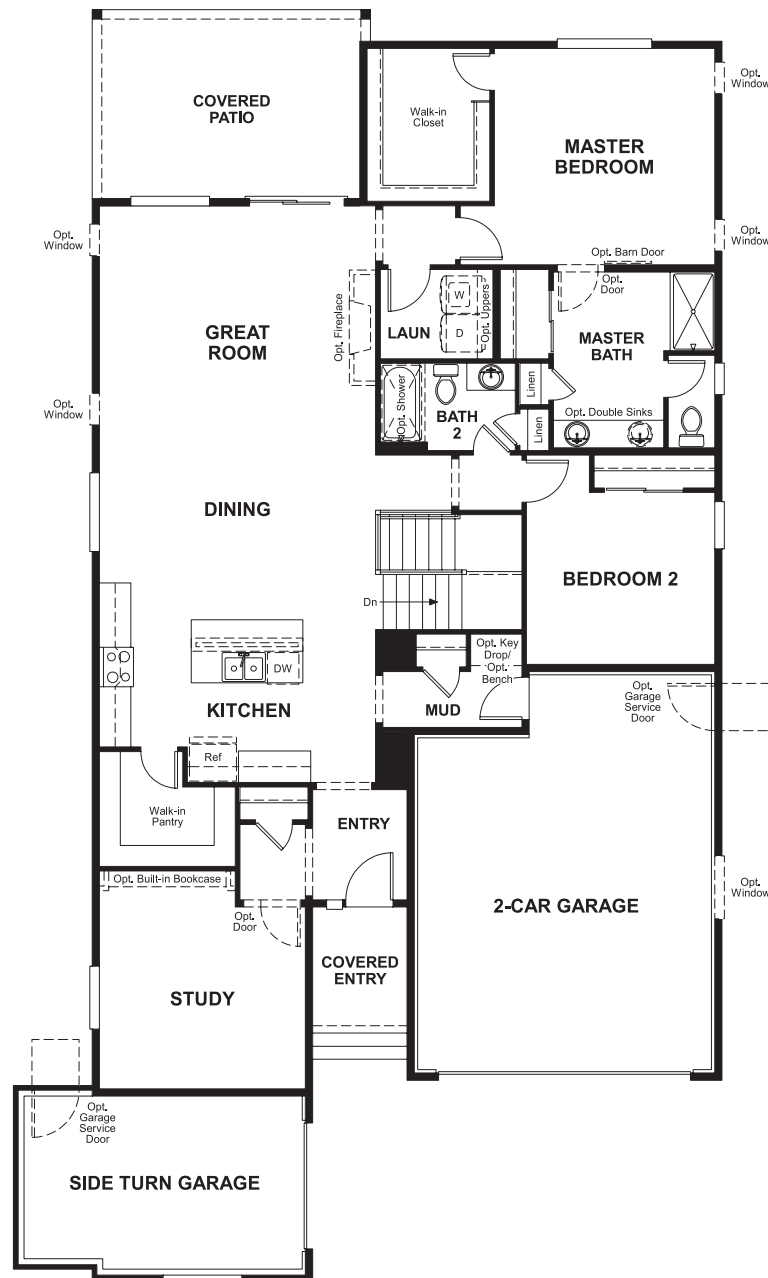 COVERED
PATIO
Walk-in
Closet
MASTER
BEDROOM
Opt.
Window
Opt.
Window
Opt.
Window
Opt. Barn Door
Opt.
Door
GREAT
ROOM
Opt. Fireplace
LAUN
W
D
Opt. Uppers
MASTER
BATH
Opt.
Window
Opt. Shower
BATH
2
Linen
Linen
Opt. Double Sinks
DINING
BEDROOM 2
Dn
DW
KITCHEN
Opt. Key
Drop/
Opt.
Bench
MUD
Opt.
Garage
Service
Door
Ref
Walk-in
Pantry
ENTRY
Opt. Built-in Bookcase
Opt.
Door
2-CAR GARAGE
Opt.
Window
COVERED
ENTRY
STUDY
Opt.
Garage
Service
Door
SIDE TURN GARAGE